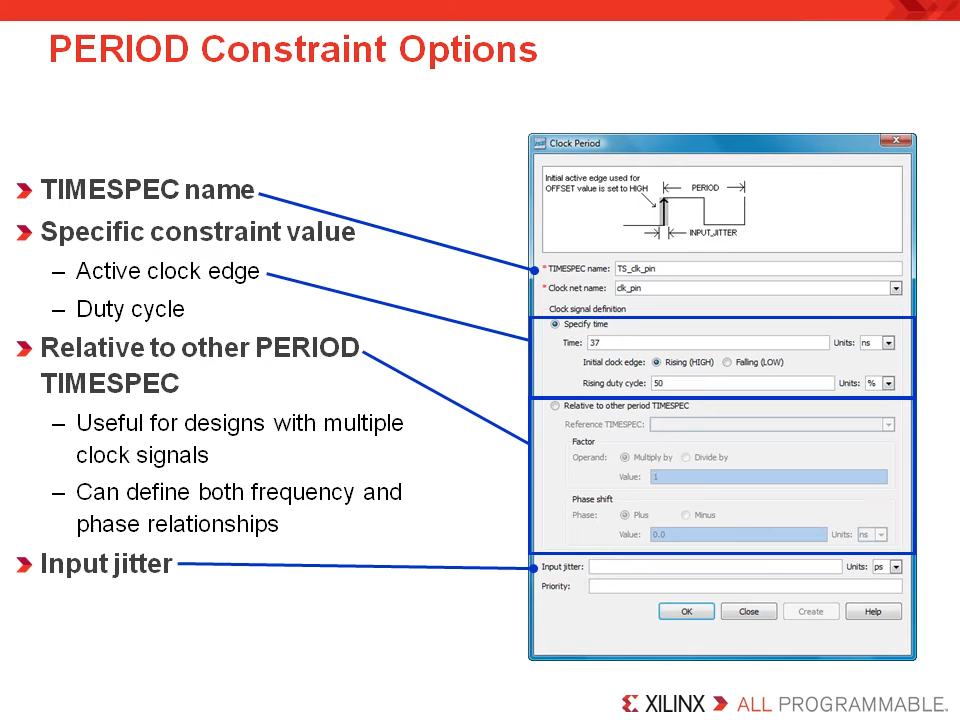 PERIOD Constraint Options
TIMESPEC name
Specific constraint value
– Active clock edge
– Duty cycle
Relative to other PERIOD
TIMESPEC
– Useful for designs with multiple
clock signals
– Can define both frequency and
phase relationships
Input jitter
Clock Period
Initial active edge used for
OFFSET value is set to HIGH
PERIOD
INPUT_JITTER
* TIMESPEC name: TS_clk_pin
* Clock net name: clk_pin
Clock signal definition
Specify time
Time: 37 Units: ns
Initial clock edge: Rising (HIGH) Falling (LOW)
Rising duty cycle: 50 Units: %
Relative to other period TIMESPEC
Reference TIMESPEC:
Factor
Operand: Multiply by Divide by
Value: 1
Phase shift
Phase: Plus Minus
Value: 0.0 Units: ns
Input jitter: Units: ps
Priority:
OK Close Create Help
XILINX ALL PROGRAMMABLE.